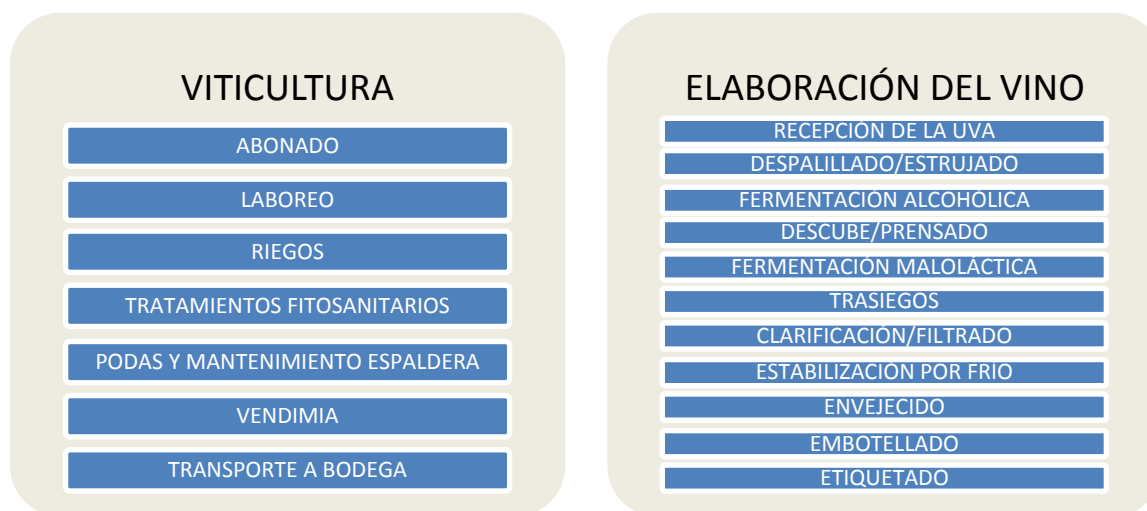 VITICULTURA
ABONADO
LABOREO
RIEGOS
TRATAMIENTOS FITOSANITARIOS
PODAS Y MANTENIMIENTO ESPALDERA
VENDIMIA
TRANSPORTE A BODEGA
ELABORACIÓN DEL VINO
RECEPCIÓN DE LA UVA
DESPALILLADO/ESTRUJADO
FERMENTACIÓN ALCOHÓLICA
DESCUBE/PRENSADO
FERMENTACIÓN MALOLÁCTICA
TRASIEGOS
CLARIFICACIÓN/FILTRADO
ESTABILIZACIÓN POR FRÍO
ENVEJECIDO
EMBOTELLADO
ETIQUETADO